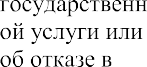 государственн
ой услуги или
об отказе в